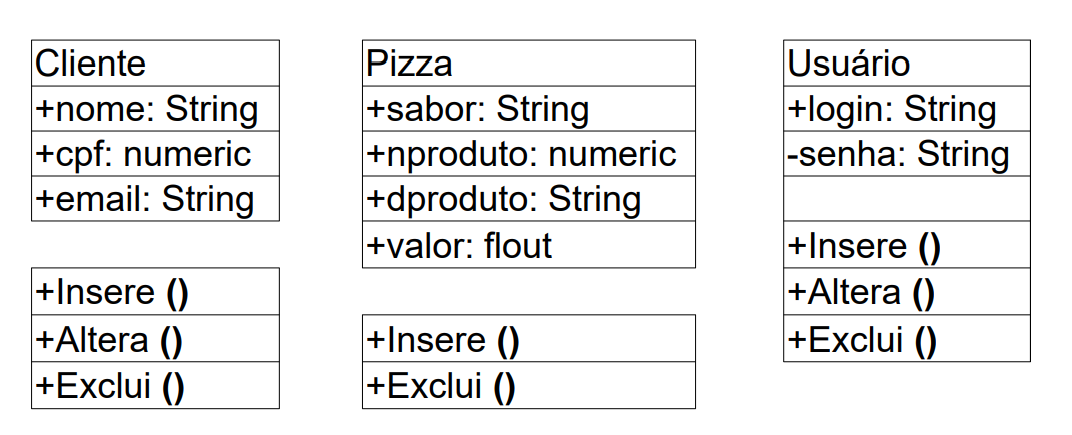 Cliente
+nome: String
+cpf: numeric
+email: String
+Insere ()
+Altera ()
+Exclui ()
Pizza
+sabor: String
+nproduto: numeric
+dproduto: String
+valor: flout
+Insere ()
+Exclui ()
Usuário
+login: String
-senha: String
+Insere ()
+Altera ()
+Exclui ()